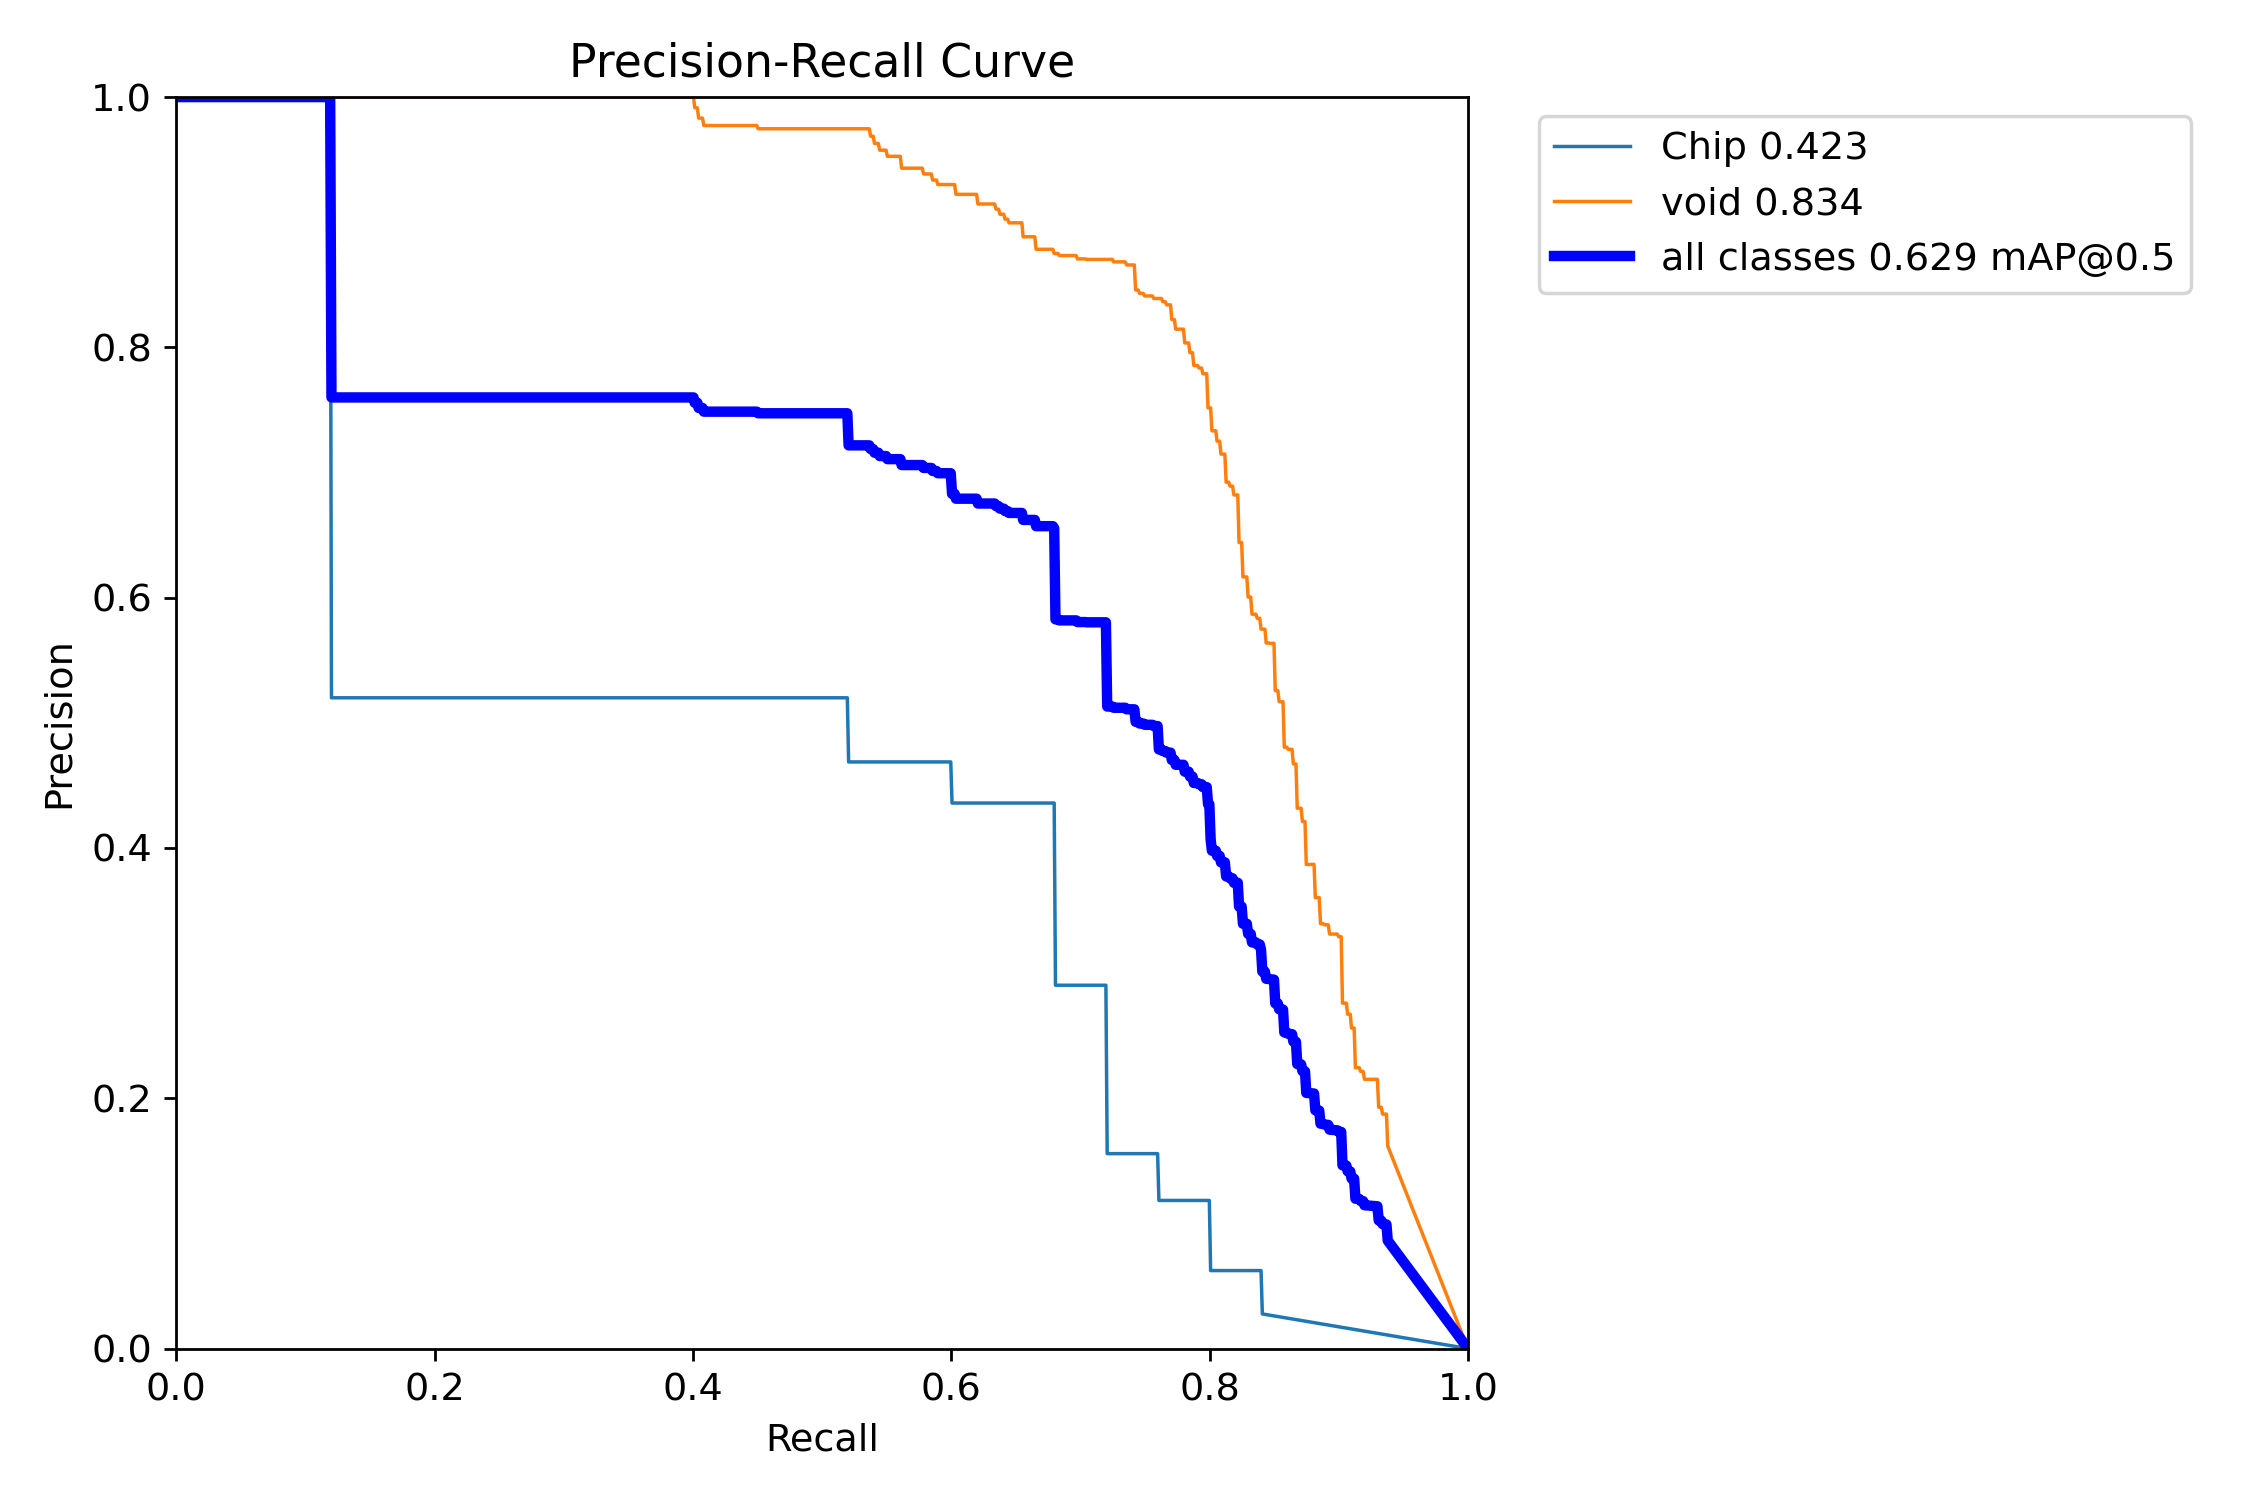 Precision-Recall Curve
1.0
0.8
0.6
0.4
0.2
0.0
Precision
0.0 0.2 0.4 0.6 0.8 1.0
Recall
Chip 0.423
void 0.834
all classes 0.629 mAP@0.5